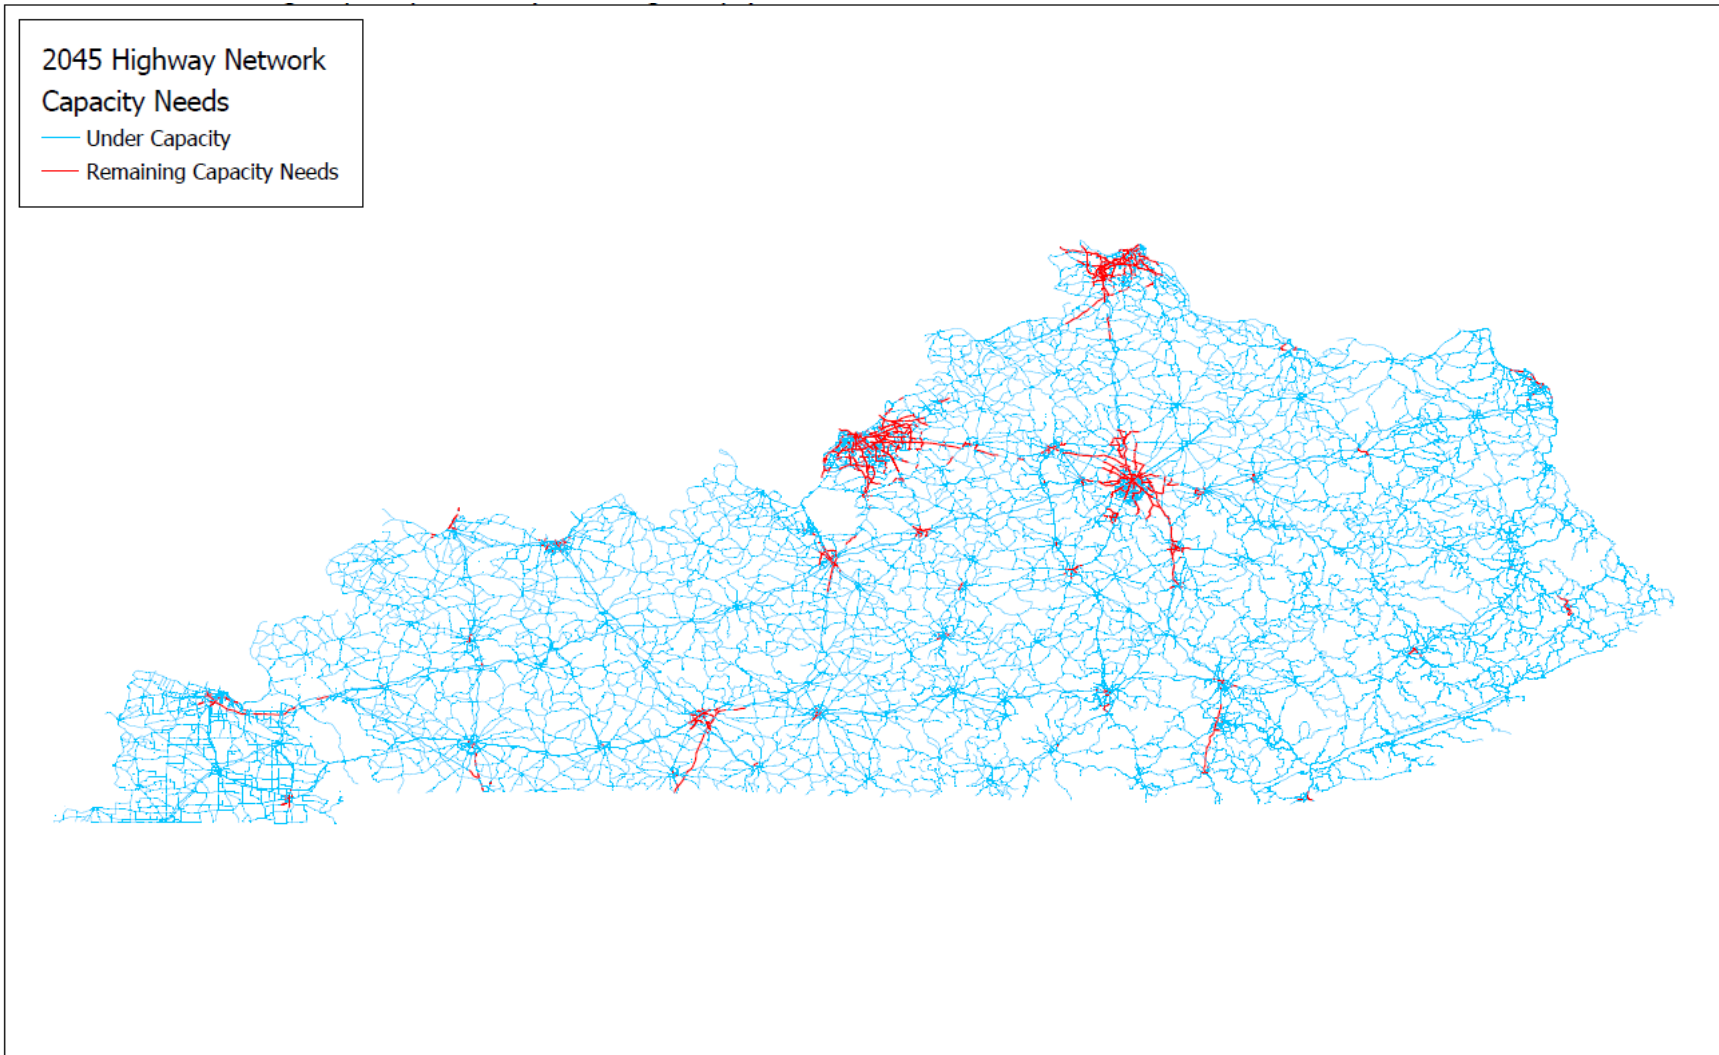 2045 Highway Network
Capacity Needs
Under Capacity
Remaining Capacity Needs